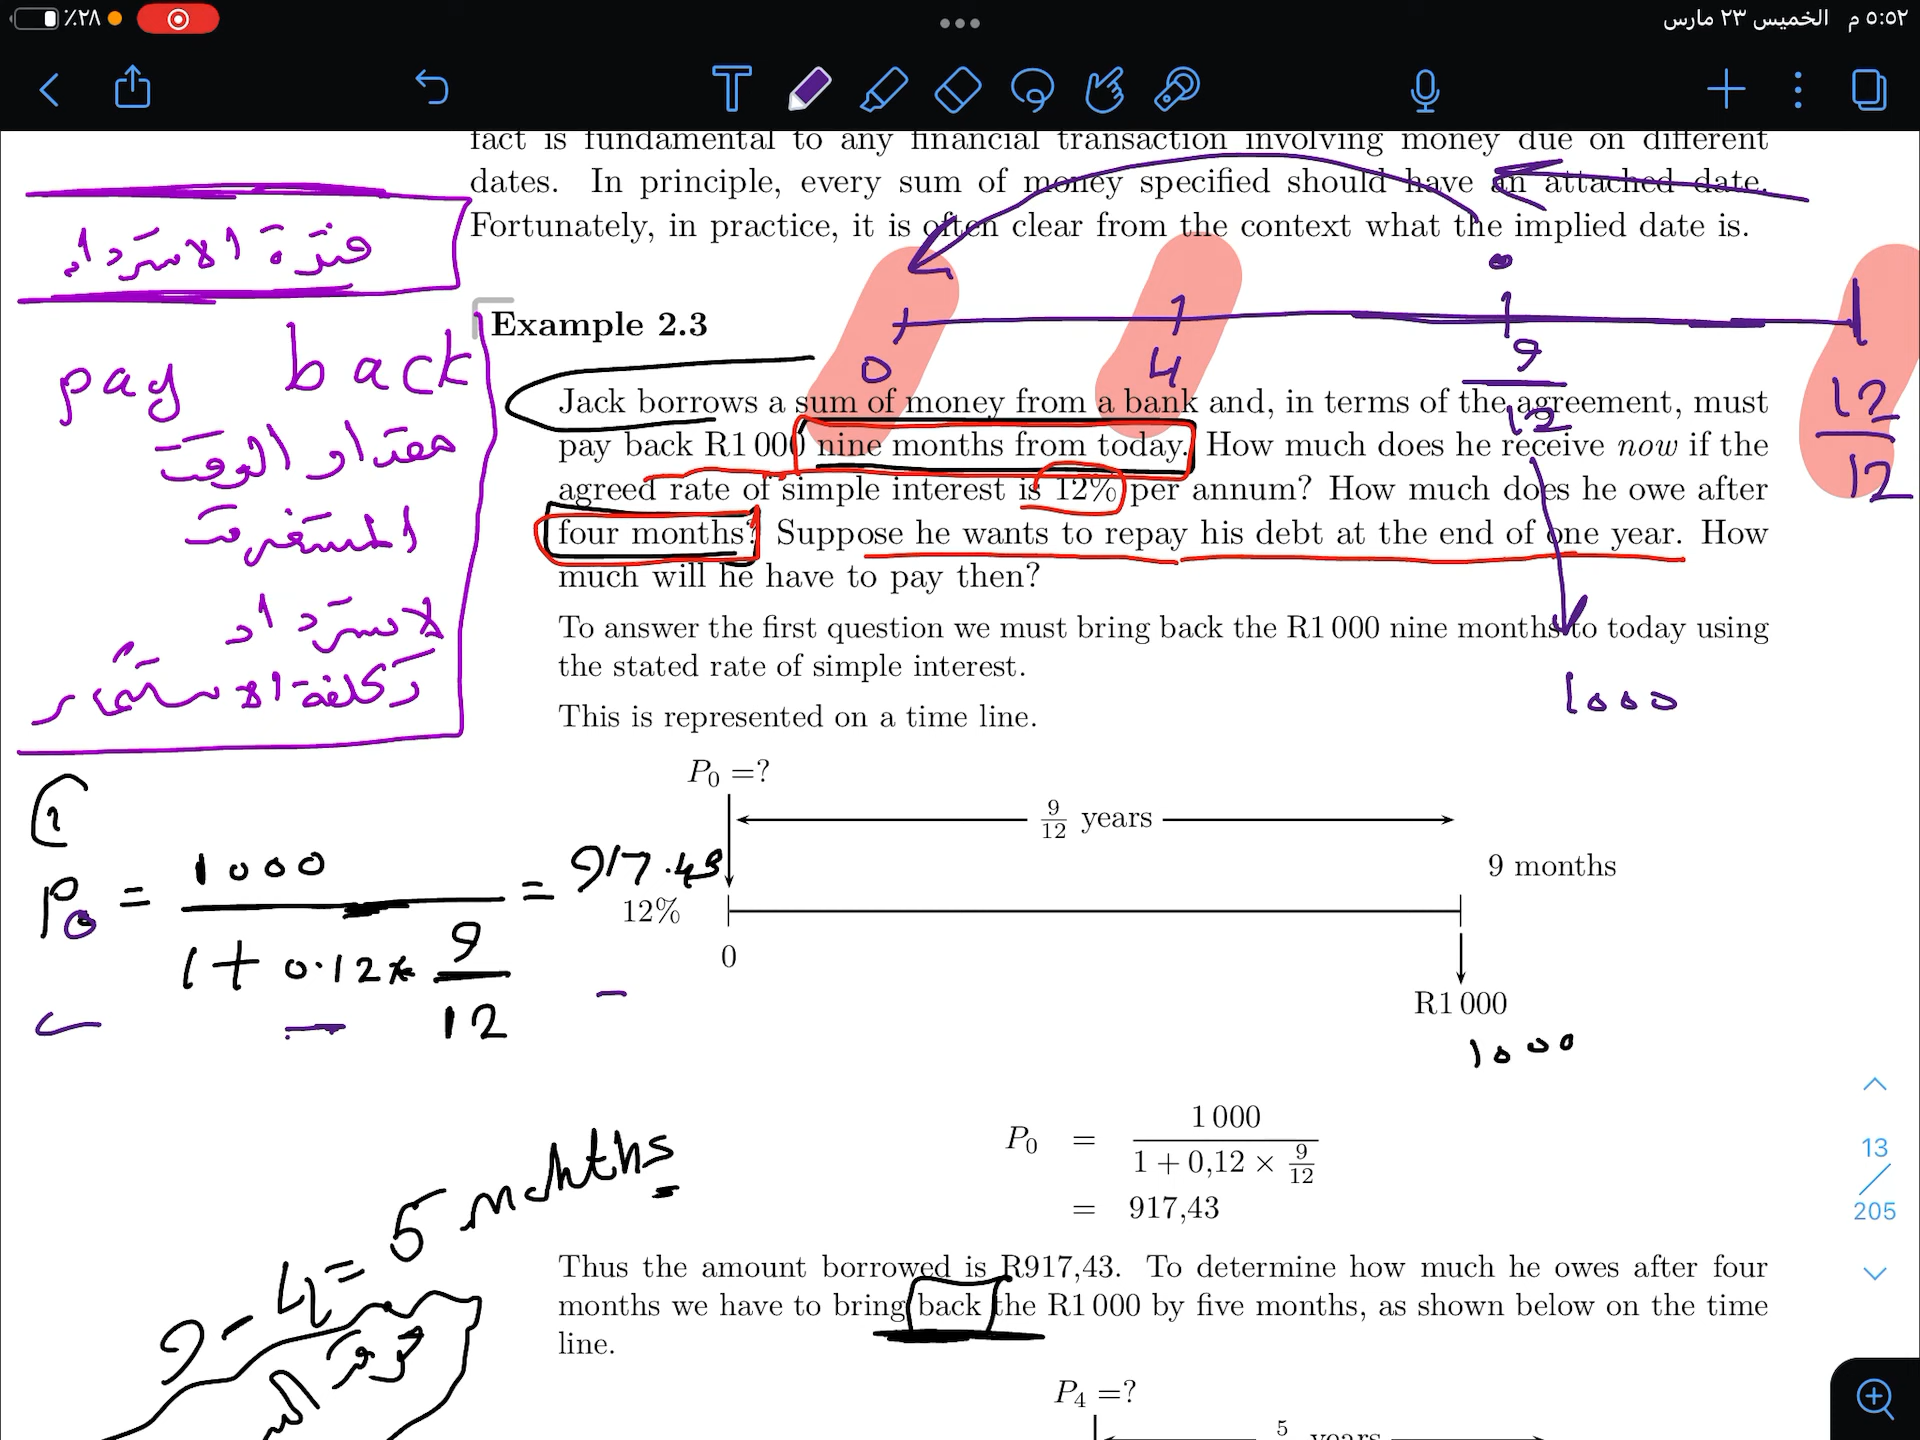 ٪٢٨
٥:٥٢ م الخميس ٢٣ مارس
fact is fundamental to any financial transaction involving money due on different
dates. In principle, every sum of money specified should have an attached date.
Fortunately, in practice, it is often clear from the context what the implied date is.
فترة الاسترداد
pay back
مقدار الوقت
المستغرق
لاسترداد
تكلفة الاستثمار
Example 2.3
0 4 9/12 12/12
Jack borrows a sum of money from a bank and, in terms of the agreement, must
pay back R1 000 nine months from today. How much does he receive now if the
agreed rate of simple interest is 12% per annum? How much does he owe after
four months? Suppose he wants to repay his debt at the end of one year. How
much will he have to pay then?
To answer the first question we must bring back the R1 000 nine months to today using
the stated rate of simple interest.
1000
This is represented on a time line.
P₀ =?
9/12 years
9 months
12%
0
R1 000
1000
P₀ = 1000 / (1 + 0.12 * 9/12) = 917.43
P₀ = 1 000 / (1 + 0,12 × 9/12)
= 917,43
9 - 4 = 5 months
Thus the amount borrowed is R917,43. To determine how much he owes after four
months we have to bring back the R1 000 by five months, as shown below on the time
line.
P₄ =?
5
years
13
/
205